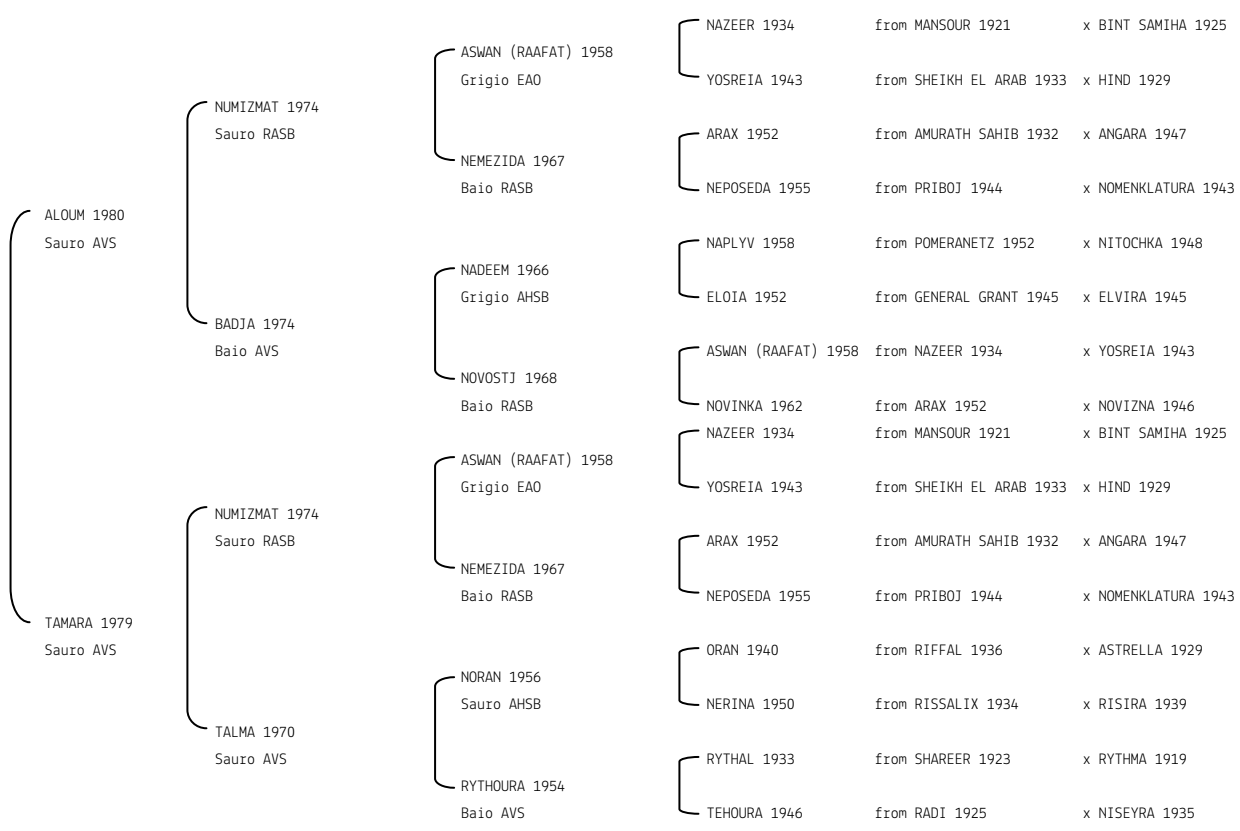 NAZEER 1934 from MANSOUR 1921 x BINT SAMIHA 1925
ASWAN (RAAFAT) 1958
Grigio EAO YOSREIA 1943 from SHEIKH EL ARAB 1933 x HIND 1929
NUMIZMAT 1974
Sauro RASB ARAX 1952 from AMURATH SAHIB 1932 x ANGARA 1947
NEMEZIDA 1967
Baio RASB NEPOSEDA 1955 from PRIBOJ 1944 x NOMENKLATURA 1943
ALOUM 1980
Sauro AVS NAPLYV 1958 from POMERANETZ 1952 x NITOCHKA 1948
NADEEM 1966
Grigio AHSB ELOIA 1952 from GENERAL GRANT 1945 x ELVIRA 1945
BADJA 1974
Baio AVS ASWAN (RAAFAT) 1958 from NAZEER 1934 x YOSREIA 1943
NOVOSTJ 1968
Baio RASB NOVINKA 1962 from ARAX 1952 x NOVIZNA 1946
NAZEER 1934 from MANSOUR 1921 x BINT SAMIHA 1925
ASWAN (RAAFAT) 1958
Grigio EAO YOSREIA 1943 from SHEIKH EL ARAB 1933 x HIND 1929
NUMIZMAT 1974
Sauro RASB ARAX 1952 from AMURATH SAHIB 1932 x ANGARA 1947
NEMEZIDA 1967
Baio RASB NEPOSEDA 1955 from PRIBOJ 1944 x NOMENKLATURA 1943
TAMARA 1979
Sauro AVS ORAN 1940 from RIFFAL 1936 x ASTRELLA 1929
NORAN 1956
Sauro AHSB NERINA 1950 from RISSALIX 1934 x RISIRA 1939
TALMA 1970
Sauro AVS RYTHAL 1933 from SHAREER 1923 x RYTHMA 1919
RYTHOURA 1954
Baio AVS TEHOURA 1946 from RADI 1925 x NISEYRA 1935